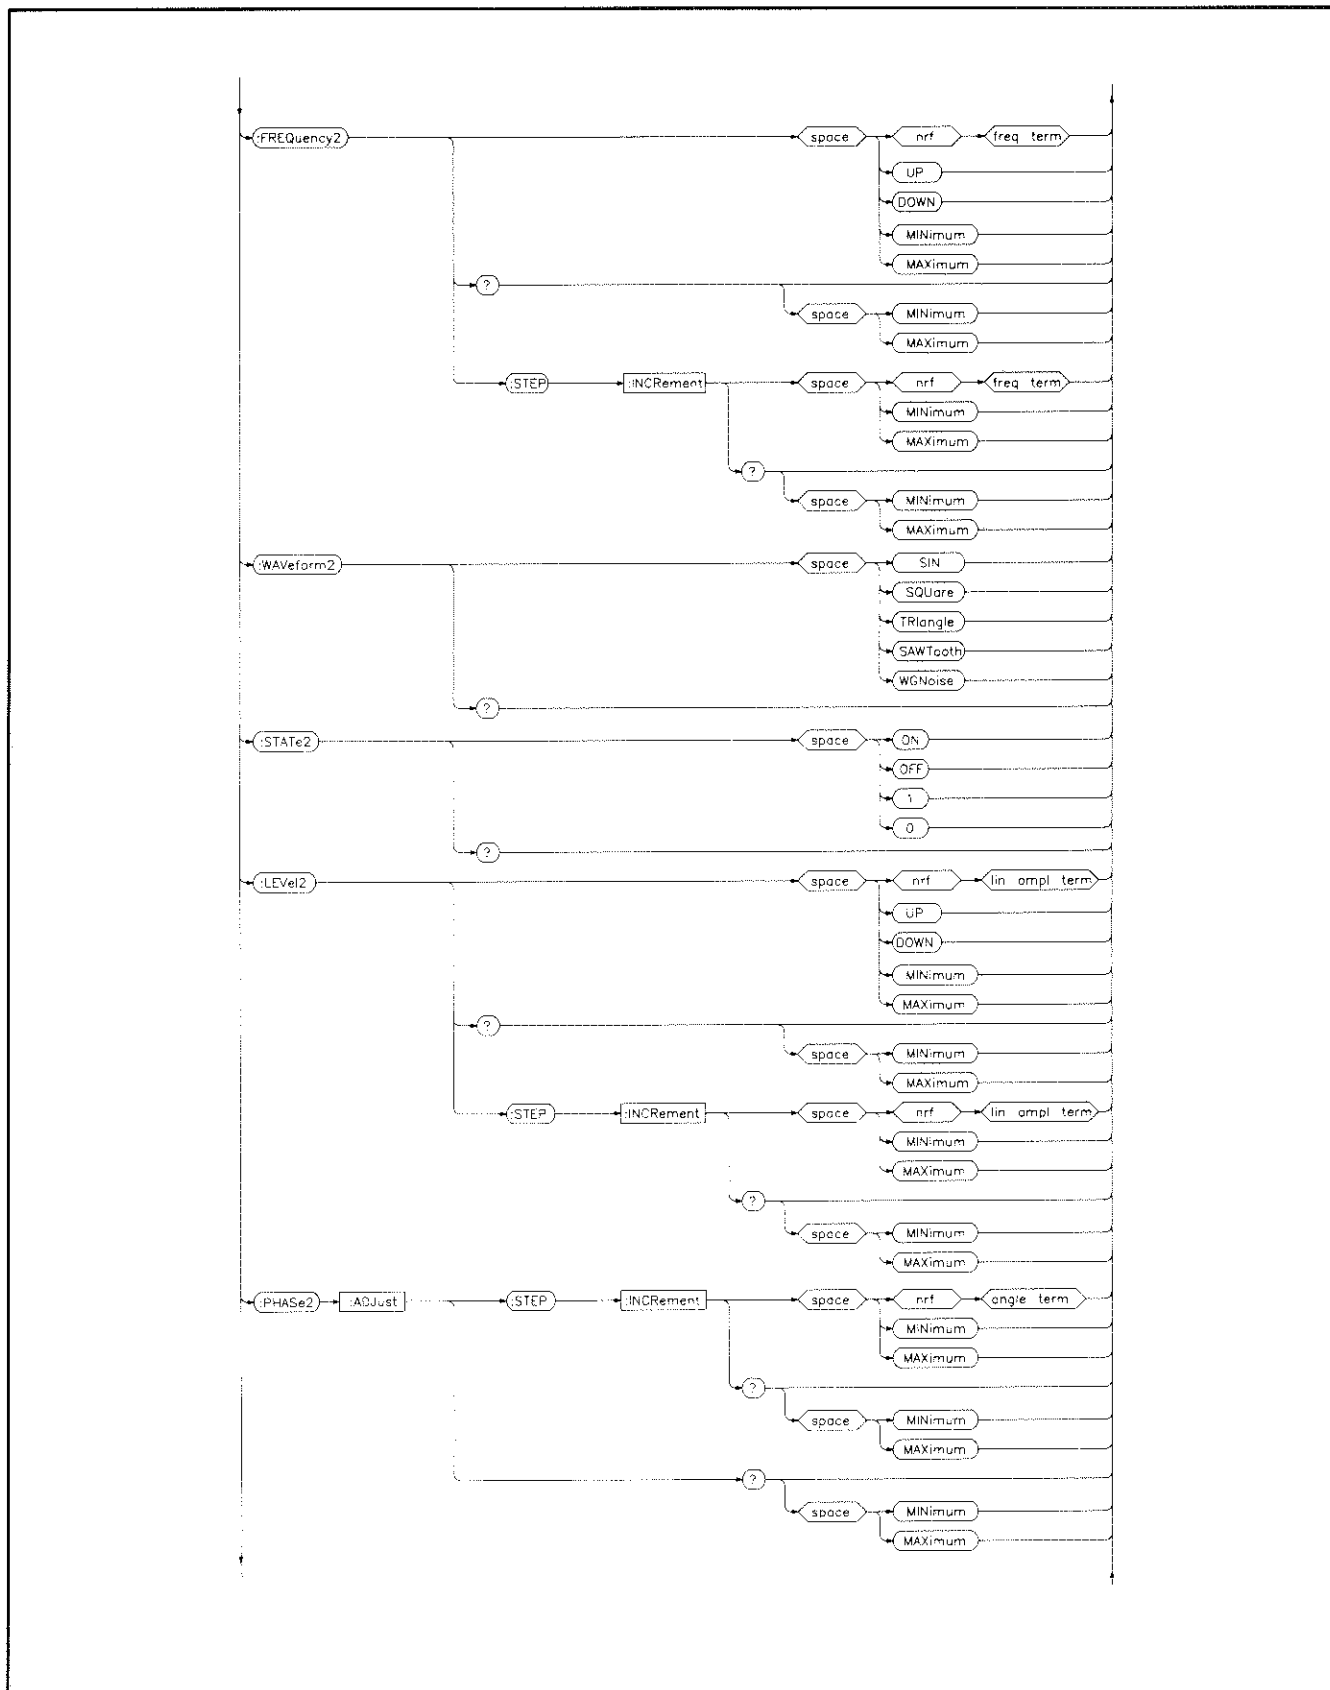 :FREQuency2 space nrf freq term
UP
DOWN
MINimum
MAXimum
?
space MINimum
MAXimum
:STEP :INCRement space nrf freq term
MINimum
MAXimum
?
space MINimum
MAXimum
:WAVeform2 space SIN
SQUare
TRIangle
SAWTooth
WGNoise
?
:STATe2 space ON
OFF
1
0
?
:LEVel2 space nrf lin ampl term
UP
DOWN
MINimum
MAXimum
?
space MINimum
MAXimum
:STEP :INCRement space nrf lin ampl term
MINimum
MAXimum
?
space MINimum
MAXimum
:PHASe2 :ADJust :STEP :INCRement space nrf angle term
MINimum
MAXimum
?
space MINimum
MAXimum
?
space MINimum
MAXimum